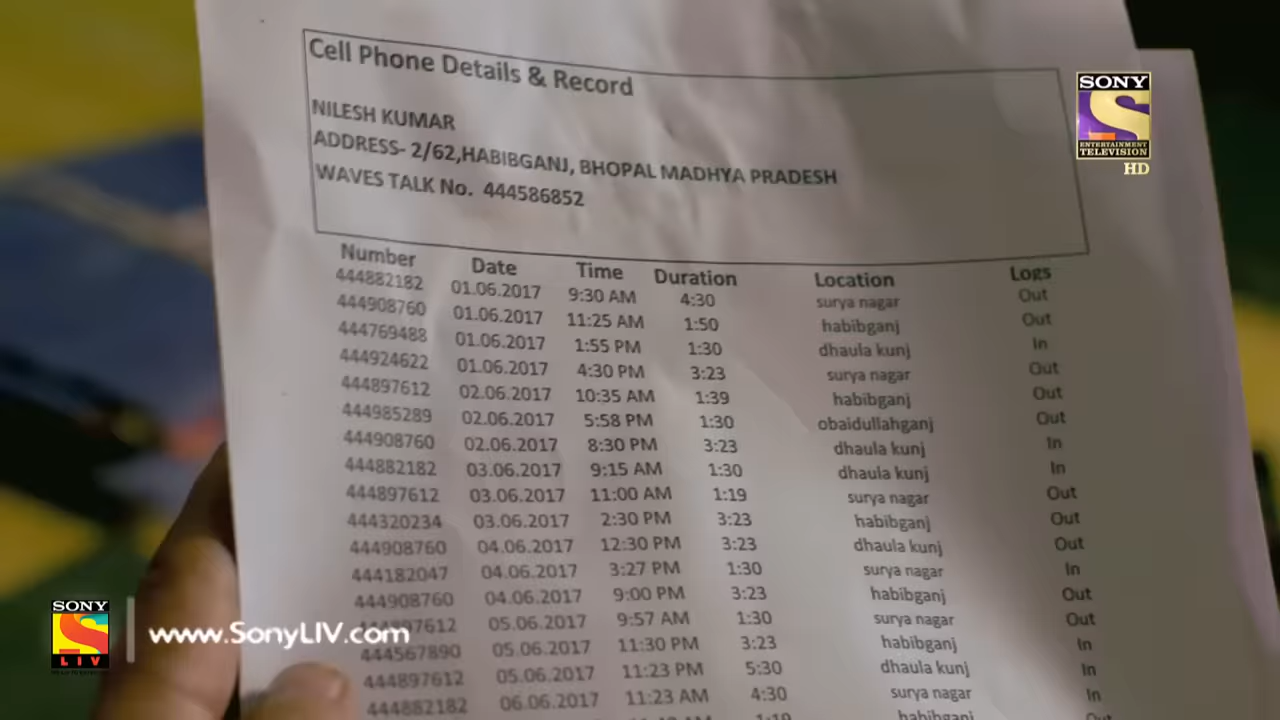 Cell Phone Details & Record
NILESH KUMAR
ADDRESS- 2/62,HABIBGANJ, BHOPAL MADHYA PRADESH
WAVES TALK No. 444586852
Number Date Time Duration Location Logs
444882182 01.06.2017 9:30 AM 4:30 surya nagar Out
444908760 01.06.2017 11:25 AM 1:50 habibganj Out
444769488 01.06.2017 1:55 PM 1:30 dhaula kunj In
444924622 01.06.2017 4:30 PM 3:23 surya nagar Out
444897612 02.06.2017 10:35 AM 1:39 habibganj Out
444985289 02.06.2017 5:58 PM 1:30 obaidullahganj Out
444908760 02.06.2017 8:30 PM 3:23 dhaula kunj In
444882182 03.06.2017 9:15 AM 1:30 dhaula kunj In
444897612 03.06.2017 11:00 AM 1:19 surya nagar Out
444320234 03.06.2017 2:30 PM 3:23 habibganj Out
444908760 04.06.2017 12:30 PM 3:23 dhaula kunj Out
444182047 04.06.2017 3:27 PM 1:30 surya nagar In
444908760 04.06.2017 9:00 PM 3:23 habibganj Out
05.06.2017 9:57 AM 1:30 surya nagar Out
444567890 05.06.2017 11:30 PM 3:23 habibganj In
444897612 05.06.2017 11:23 PM 5:30 dhaula kunj In
444882182 06.06.2017 11:23 AM 4:30 surya nagar In
1:19 habibganj Out
SONY
ENTERTAINMENT
TELEVISION
HD
SONY
LIV
www.SonyLIV.com